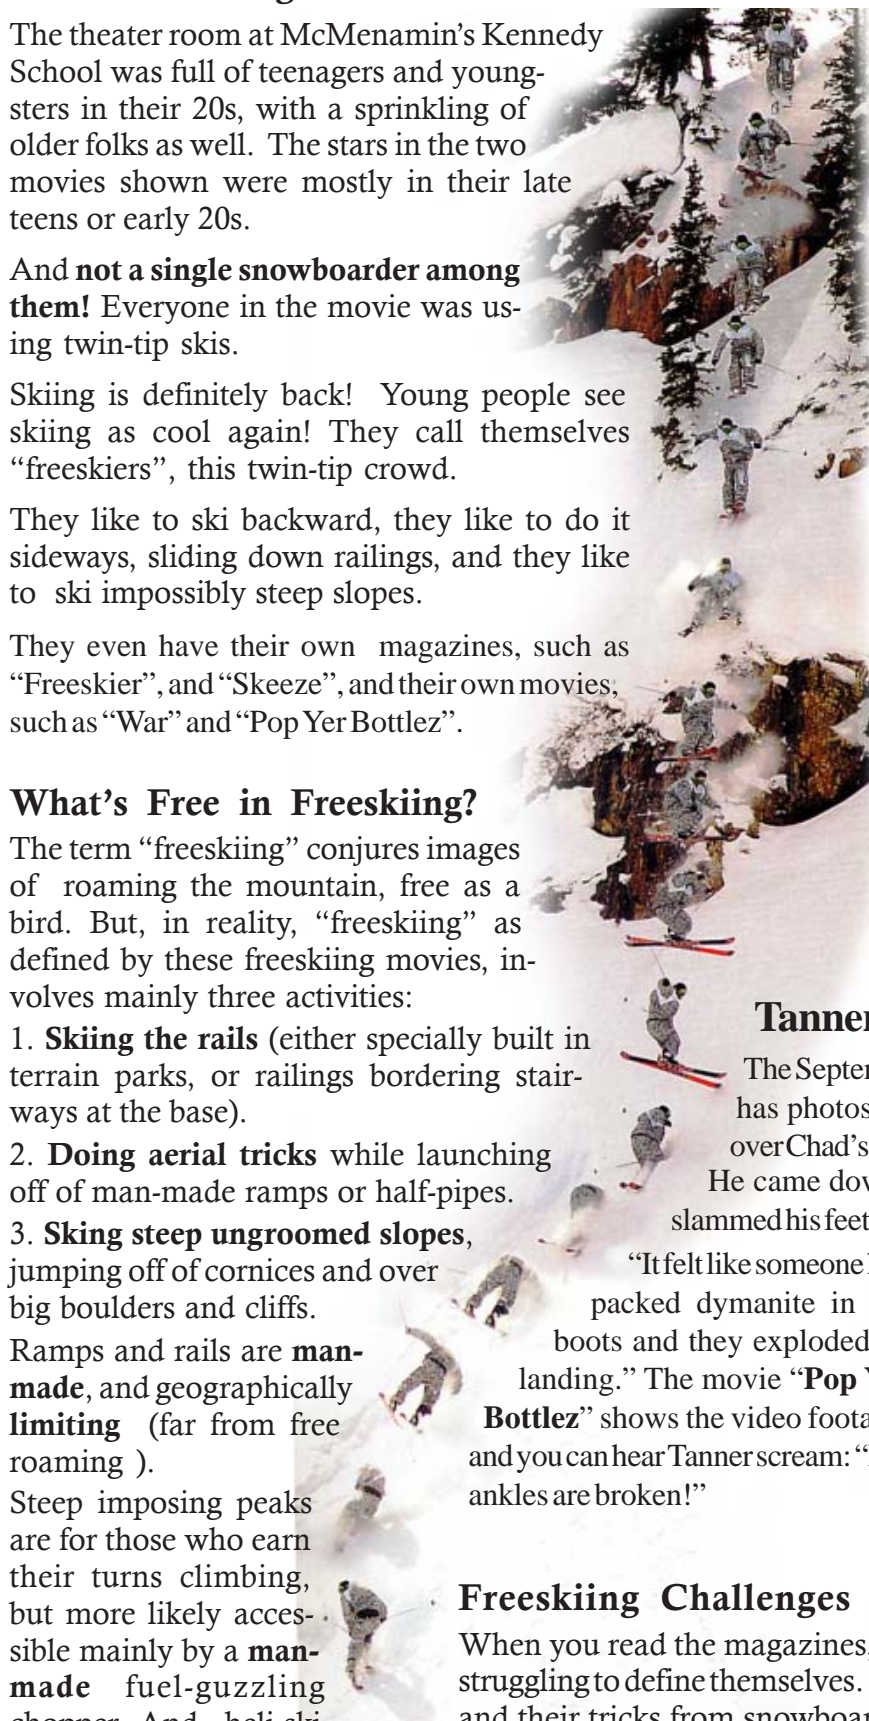 The theater room at McMenamin’s Kennedy
School was full of teenagers and young-
sters in their 20s, with a sprinkling of
older folks as well. The stars in the two
movies shown were mostly in their late
teens or early 20s.
And not a single snowboarder among
them! Everyone in the movie was us-
ing twin-tip skis.
Skiing is definitely back! Young people see
skiing as cool again! They call themselves
“freeskiers”, this twin-tip crowd.
They like to ski backward, they like to do it
sideways, sliding down railings, and they like
to ski impossibly steep slopes.
They even have their own magazines, such as
“Freeskier”, and “Skeeze”, and their own movies,
such as “War” and “Pop Yer Bottlez”.
What’s Free in Freeskiing?
The term “freeskiing” conjures images
of roaming the mountain, free as a
bird. But, in reality, “freeskiing” as
defined by these freeskiing movies, in-
volves mainly three activities:
1. Skiing the rails (either specially built in
terrain parks, or railings bordering stair-
ways at the base).
2. Doing aerial tricks while launching
off of man-made ramps or half-pipes.
3. Sking steep ungroomed slopes,
jumping off of cornices and over
big boulders and cliffs.
Ramps and rails are man-
made, and geographically
limiting (far from free
roaming ).
Steep imposing peaks
are for those who earn
their turns climbing,
but more likely acces-
sible mainly by a man-
made fuel-guzzling
chopper. And heli-ski
Tanner
The Septe
has photos
over Chad’s
He came do
slammed his feet
“It felt like someone
packed dymanite in
boots and they exploded
landing.” The movie “Pop
Bottlez” shows the video foota
and you can hear Tanner scream: “
ankles are broken!”
Freeskiing Challenges
When you read the magazines,
struggling to define themselves.
and their tricks from snowboar